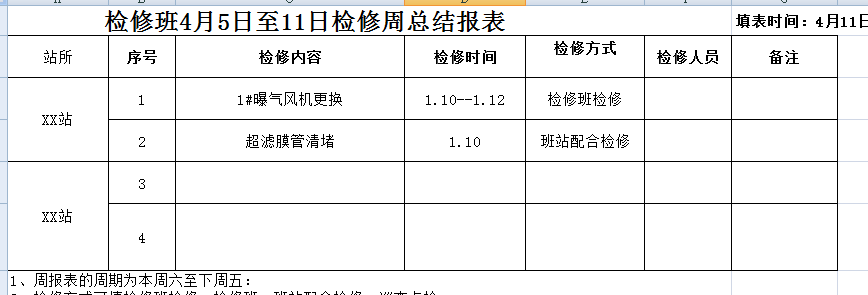 检修班4月5日至11日检修周总结报表
填表时间：4月11日
站所 序号 检修内容 检修时间 检修方式 检修人员 备注
XX站
1 1#曝气风机更换 1.10--1.12 检修班检修
2 超滤膜管清堵 1.10 班站配合检修
XX站
3
4
1、周报表的周期为本周六至下周五：